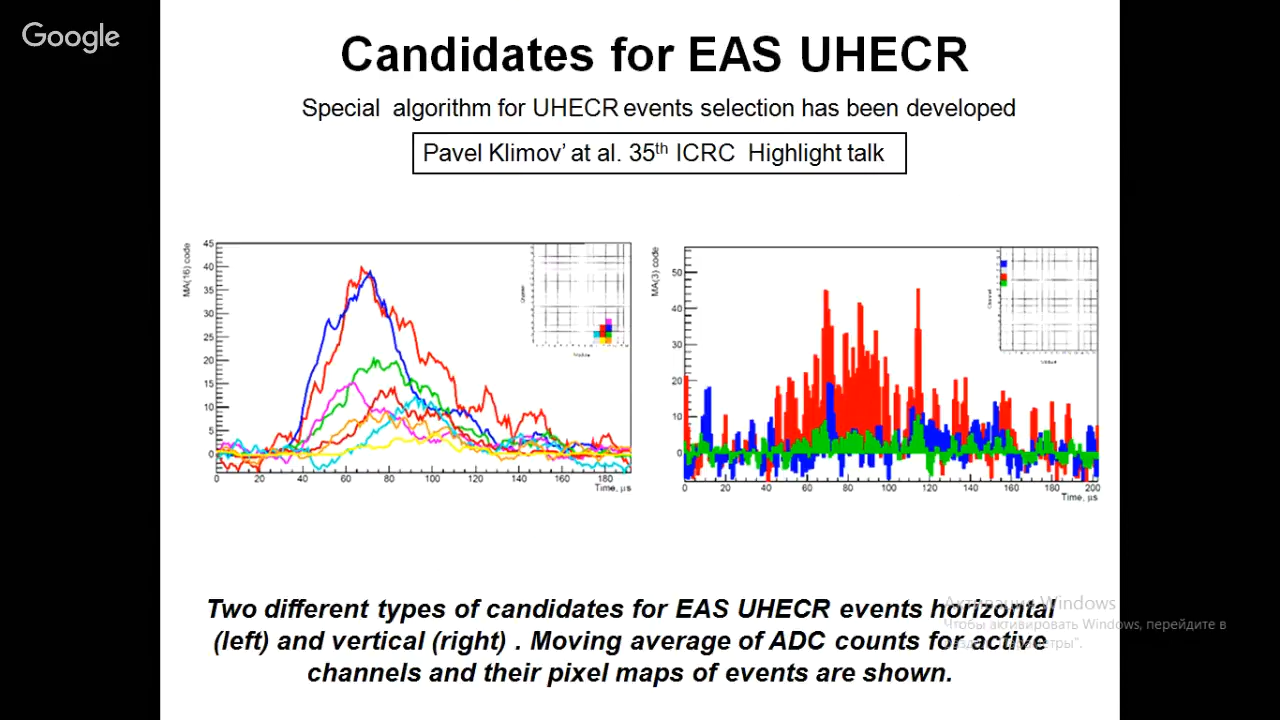 Google
Candidates for EAS UHECR
Special algorithm for UHECR events selection has been developed
Pavel Klimov' at al. 35th ICRC Highlight talk
MA(16) code
45
40
35
30
25
20
15
10
5
0
0 20 40 60 80 100 120 140 160 180
Time, μs
MA(3) code
50
40
30
20
10
0
0 20 40 60 80 100 120 140 160 180 200
Time, μs
Two different types of candidates for EAS UHECR events horizontal
(left) and vertical (right) . Moving average of ADC counts for active
channels and their pixel maps of events are shown.
Активация Windows
Чтобы активировать Windows, перейдите в
раздел "Параметры".